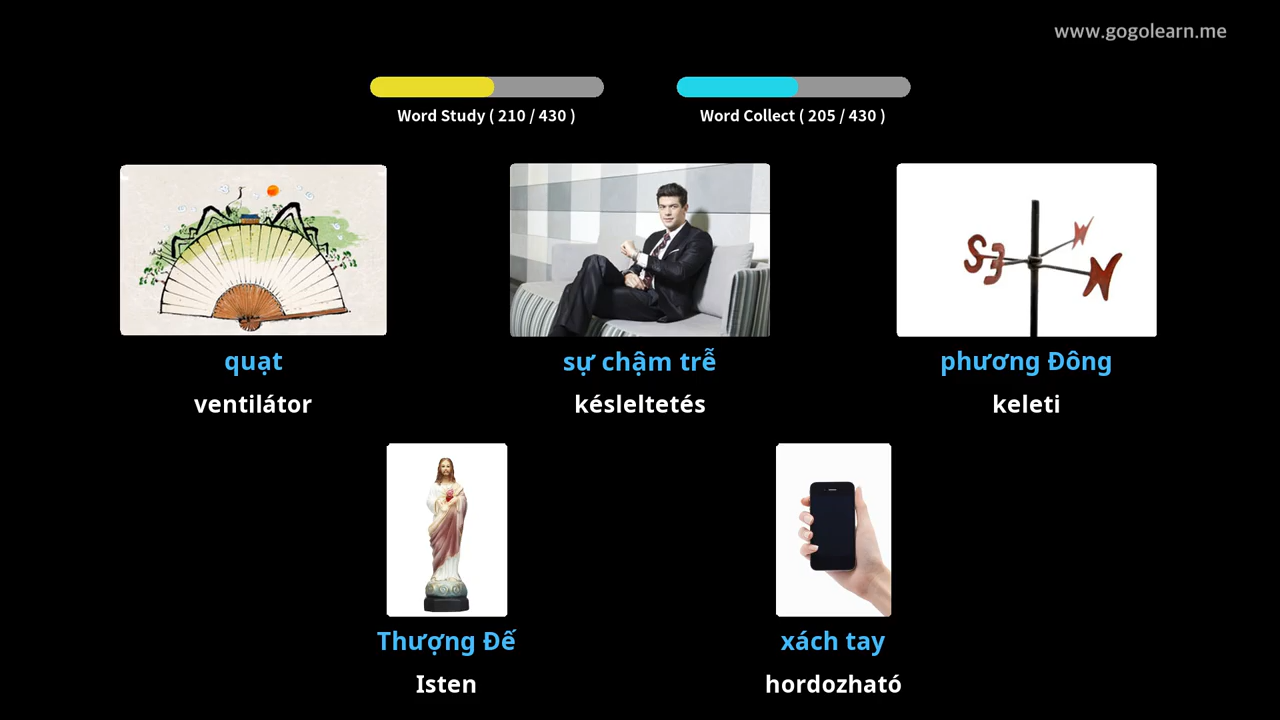 www.gogolearn.me
Word Study ( 210 / 430 )
Word Collect ( 205 / 430 )
S E N N
quạt
sự chậm trễ
phương Đông
ventilátor
késleltetés
keleti
Thượng Đế
xách tay
Isten
hordozható